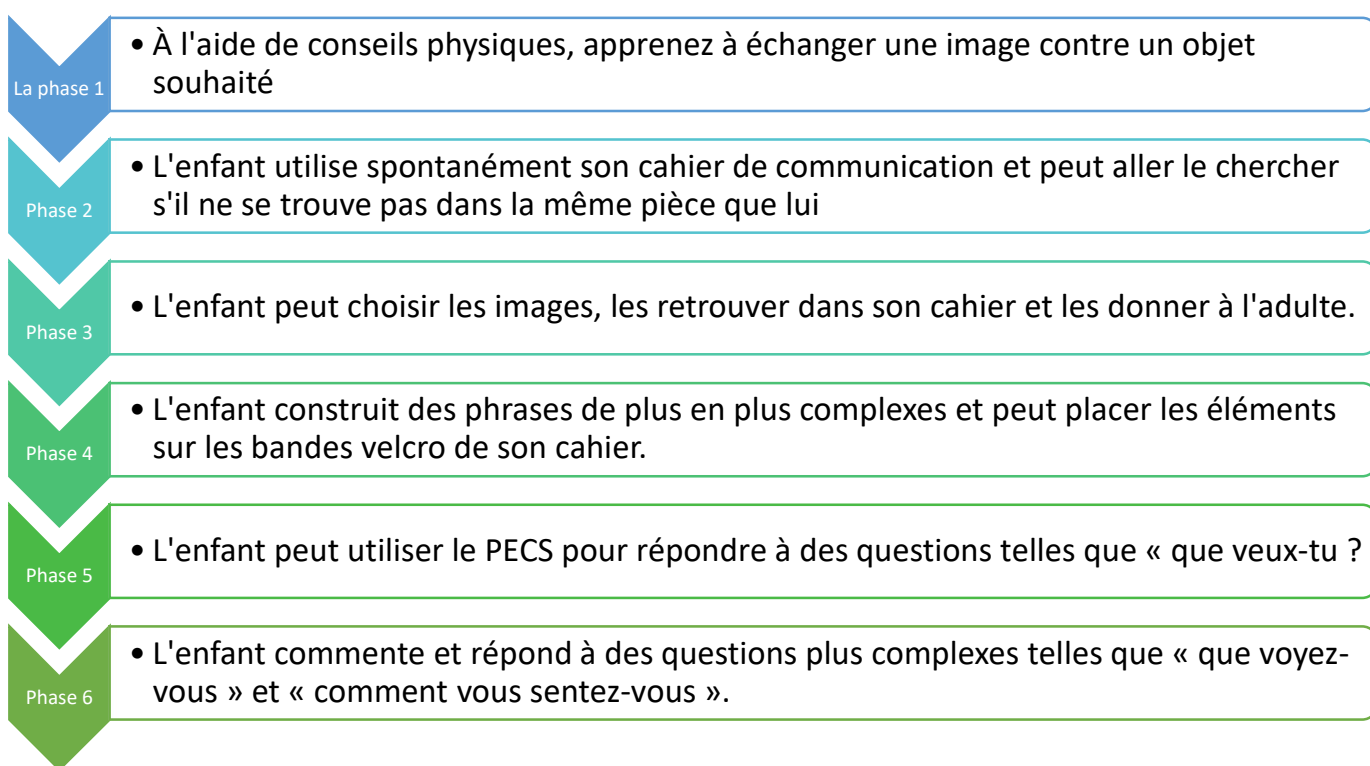 La phase 1
• À l'aide de conseils physiques, apprenez à échanger une image contre un objet
souhaité
Phase 2
• L'enfant utilise spontanément son cahier de communication et peut aller le chercher
s'il ne se trouve pas dans la même pièce que lui
Phase 3
• L'enfant peut choisir les images, les retrouver dans son cahier et les donner à l'adulte.
Phase 4
• L'enfant construit des phrases de plus en plus complexes et peut placer les éléments
sur les bandes velcro de son cahier.
Phase 5
• L'enfant peut utiliser le PECS pour répondre à des questions telles que « que veux-tu ?
Phase 6
• L'enfant commente et répond à des questions plus complexes telles que « que voyez-
vous » et « comment vous sentez-vous ».